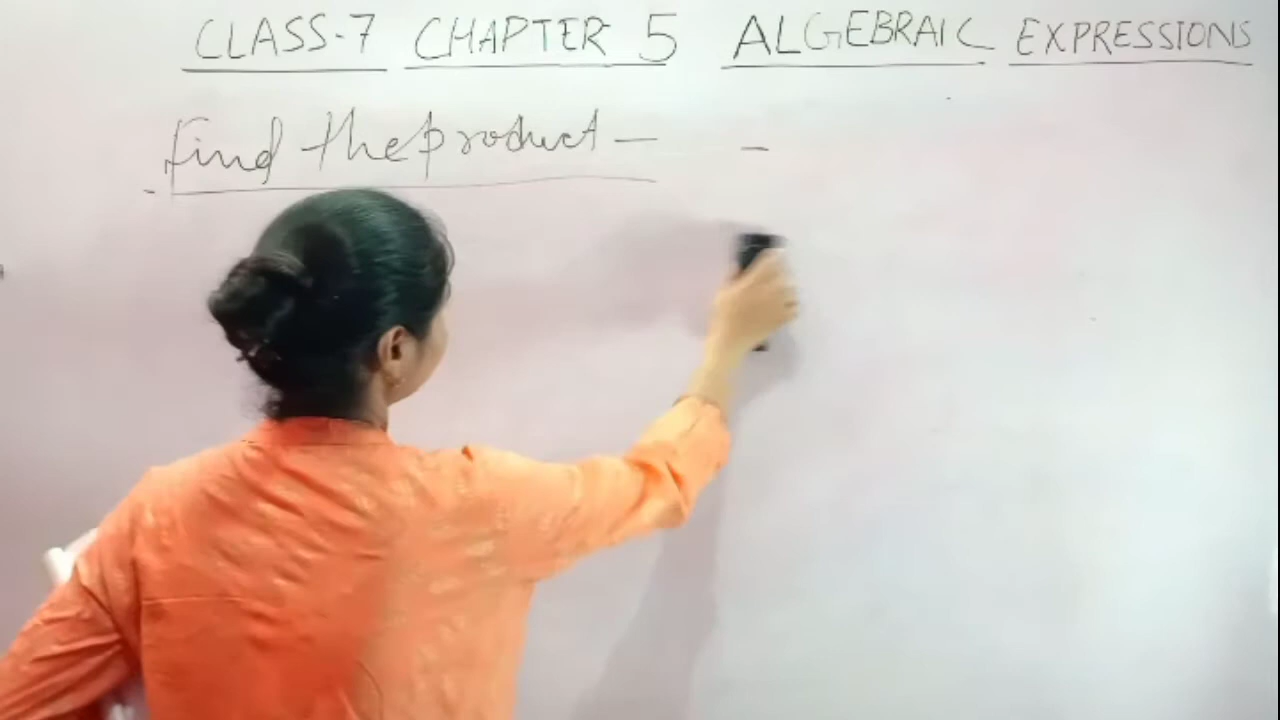 CLASS-7 CHAPTER 5 ALGEBRAIC EXPRESSIONS
Find the product — -